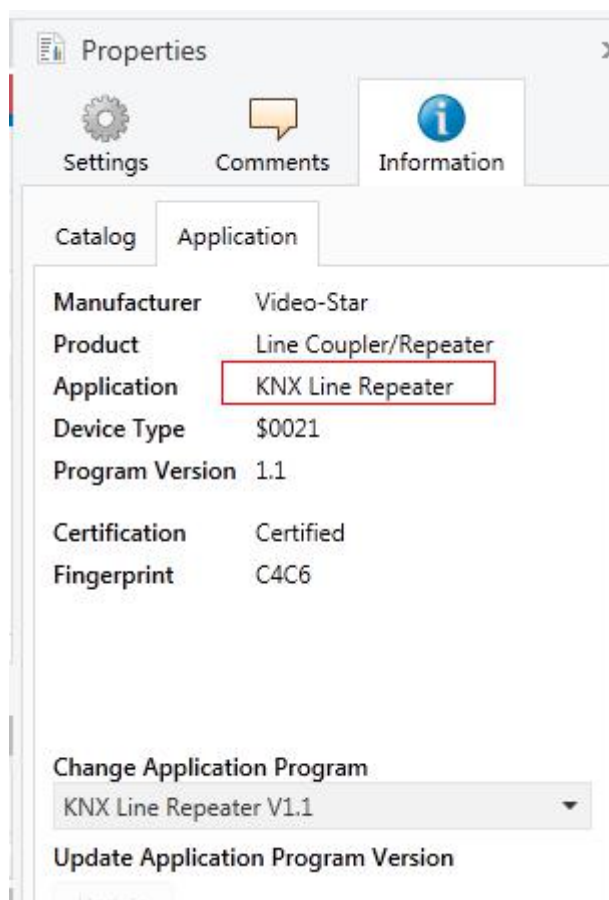 Properties
Settings Comments Information
Catalog Application
Manufacturer Video-Star
Product Line Coupler/Repeater
Application KNX Line Repeater
Device Type $0021
Program Version 1.1
Certification Certified
Fingerprint C4C6
Change Application Program
KNX Line Repeater V1.1
Update Application Program Version